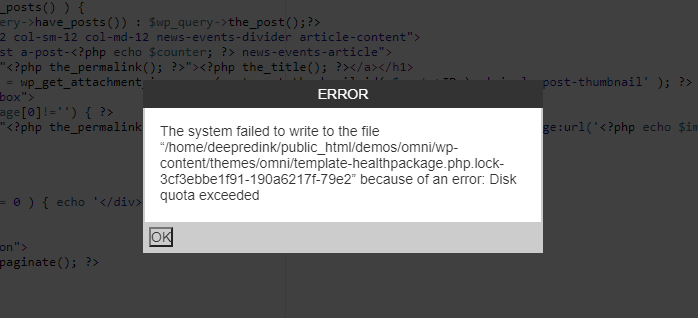 _posts() ) {
ery->have_posts()) : $wp_query->the_post();?>
2 col-sm-12 col-md-12 news-events-divider article-content">
st a-post-<?php echo $counter; ?> news-events-article">
"<?php the_permalink(); ?>"><?php the_title(); ?></a></h1>
= wp_get_attachment_ post-thumbnail' ); ?>
box">
age[0]!='') { ?>
"<?php the_permalink ge:url('<?php echo $im
ERROR
The system failed to write to the file
“/home/deepredink/public_html/demos/omni/wp-
content/themes/omni/template-healthpackage.php.lock-
3cf3ebbe1f91-190a6217f-79e2” because of an error: Disk
quota exceeded
= 0 ) { echo '</div>
OK
on">
paginate(); ?>